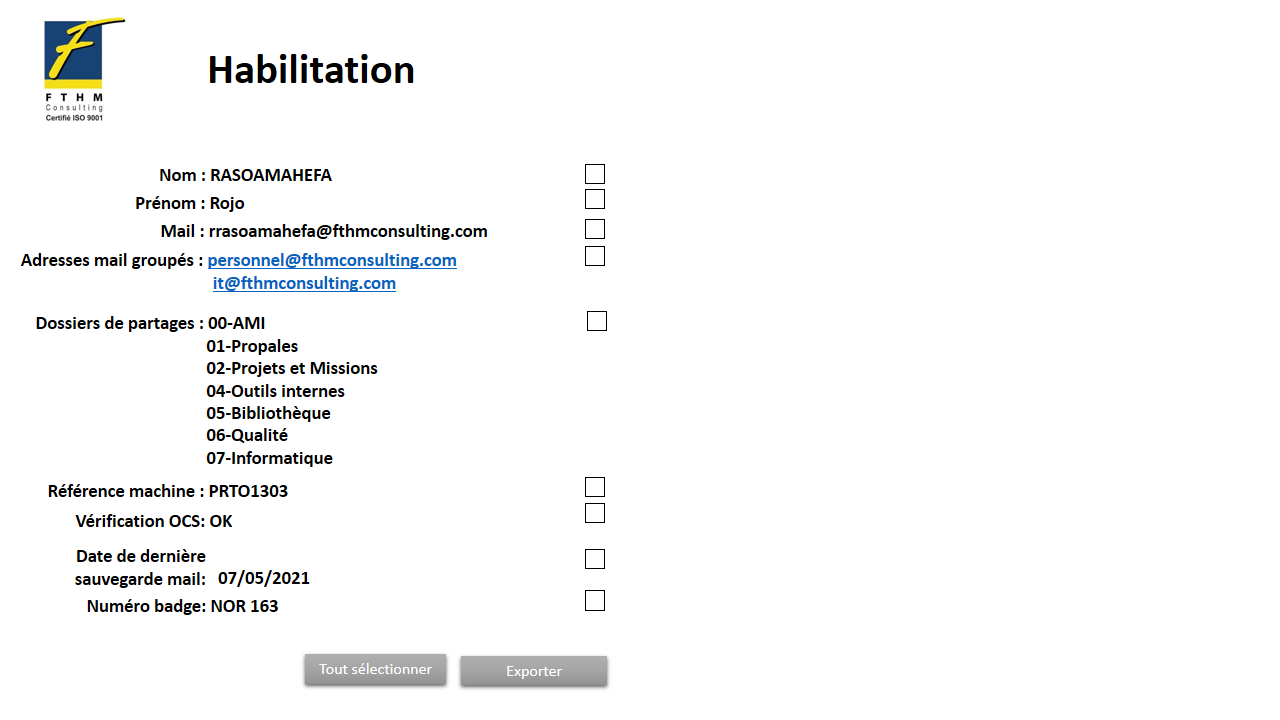 F T H M
Consulting
Certifié ISO 9001
Habilitation
Nom : RASOAMAHEFA
Prénom : Rojo
Mail : rrasoamahefa@fthmconsulting.com
Adresses mail groupés : personnel@fthmconsulting.com
it@fthmconsulting.com
Dossiers de partages : 00-AMI
01-Propales
02-Projets et Missions
04-Outils internes
05-Bibliothèque
06-Qualité
07-Informatique
Référence machine : PRTO1303
Vérification OCS: OK
Date de dernière
sauvegarde mail: 07/05/2021
Numéro badge: NOR 163
Tout sélectionner Exporter